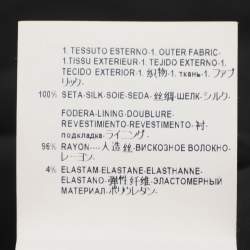 1. TESSUTO ESTERNO-1. OUTER FABRIC-
1. TISSU EXTERIEUR-1. TEJIDO EXTERNO-1.
TECIDO EXTERIOR-1. 织物-1. ткань-1. ファブ
リック-
100% SETA-SILK-SOIE-SEDA-丝绸-ШЕЛК-シルク-
FODERA-LINING-DOUBLURE-
REVESTIMIENTO-REVESTIMENTO-衬-
подкладка-ライニング-
96% RAYON---人造丝-ВИСКОЗНОЕ ВОЛОКНО-
レーヨン-
4% ELASTAM-ELASTANE-ELASTHANNE-
ELASTANO-弹性纤维-ЭЛАСТОМЕРНЫЙ
МАТЕРИАЛ-ポリウレタン-